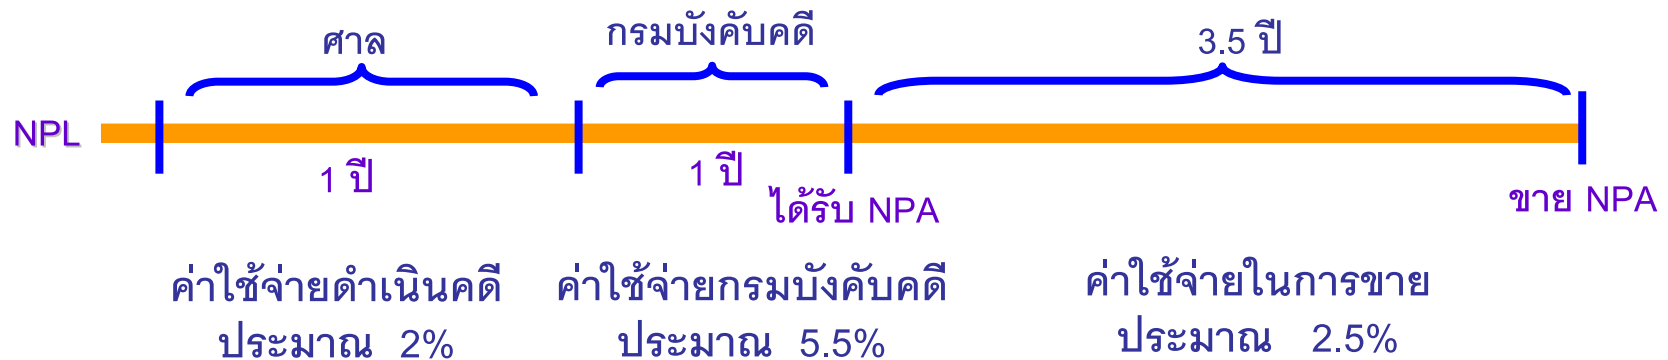 ศาล
กรมบังคับคดี
3.5 ปี
NPL
1 ปี
1 ปี
ได้รับ NPA
ขาย NPA
ค่าใช้จ่ายดำเนินคดี
ประมาณ 2%
ค่าใช้จ่ายกรมบังคับคดี
ประมาณ 5.5%
ค่าใช้จ่ายในการขาย
ประมาณ 2.5%